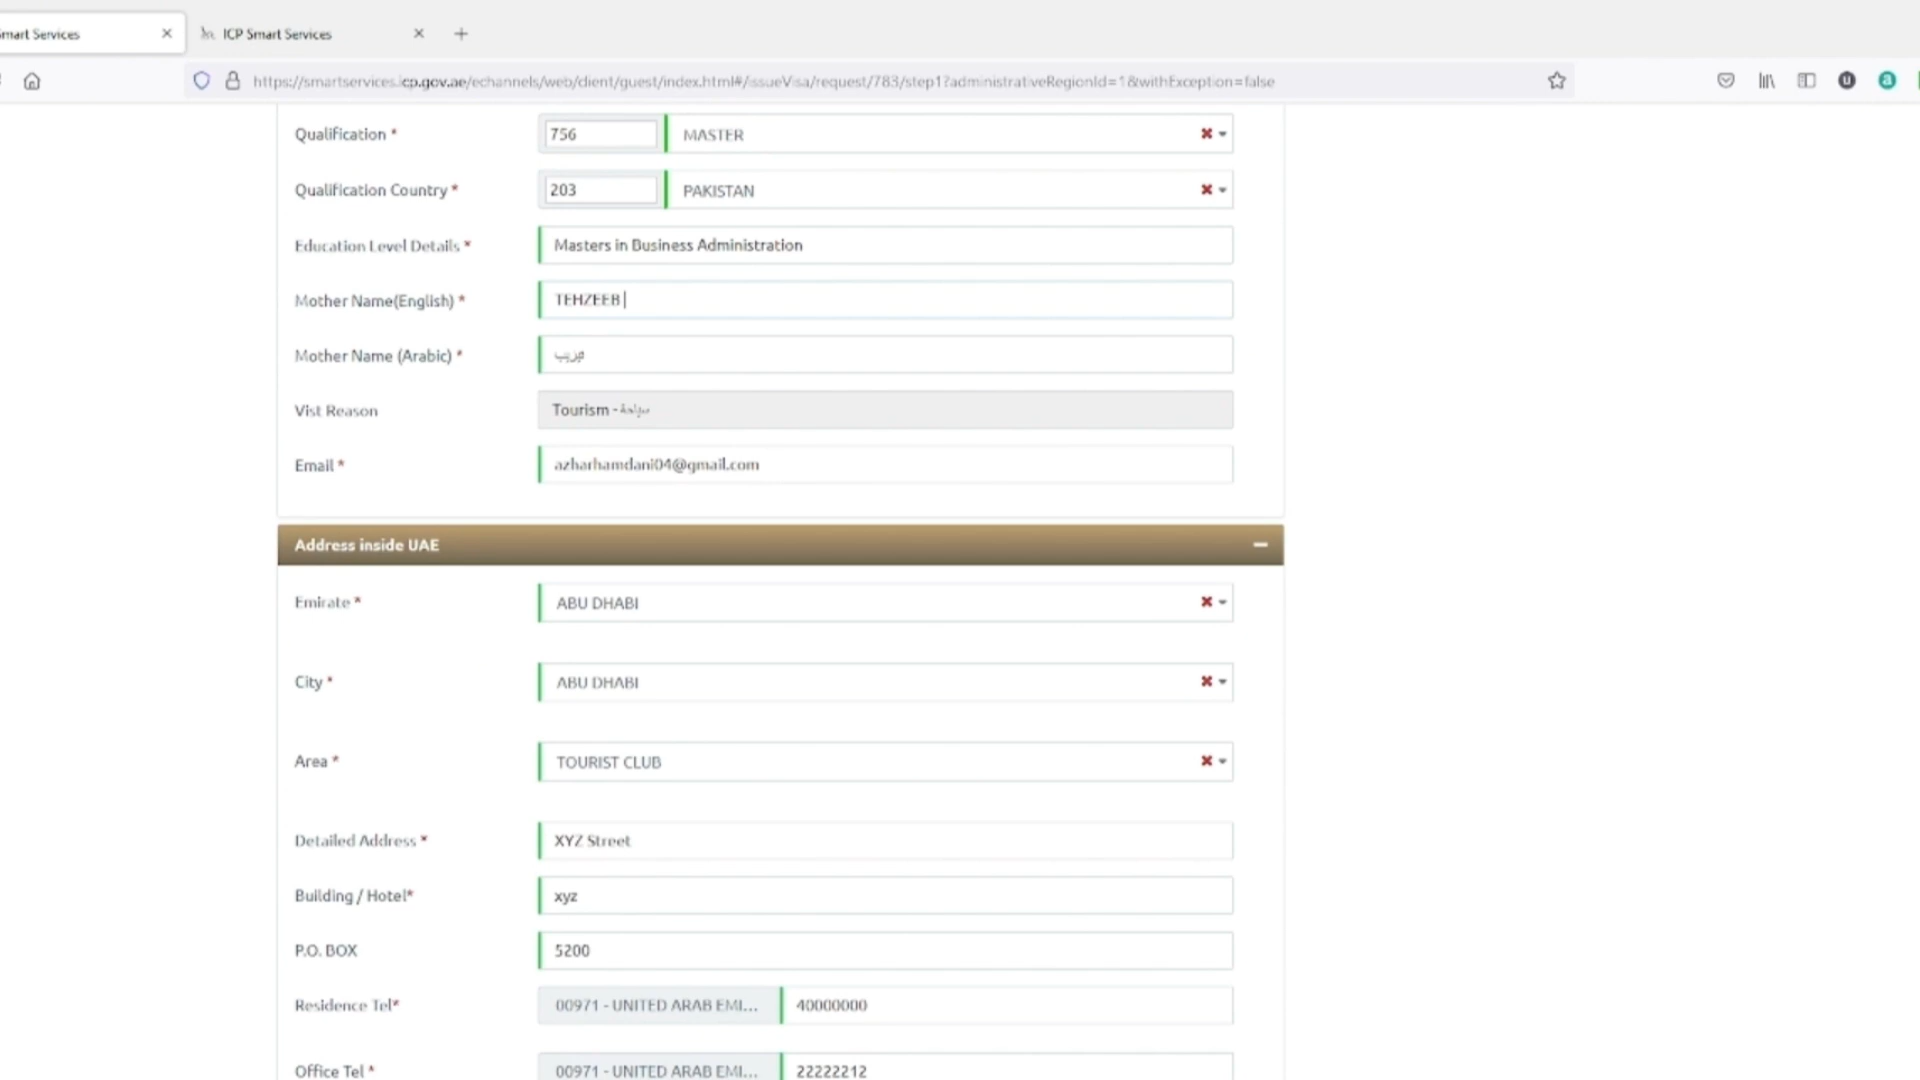 mart Services
ICP Smart Services
https://smartservices.icp.gov.ae/echannels/web/client/guest/index.html#/issueVisa/request/783/step1?administrativeRegionId=1&withException=false
Qualification * 756 MASTER
Qualification Country * 203 PAKISTAN
Education Level Details * Masters in Business Administration
Mother Name(English) * TEHZEEB
Mother Name (Arabic) *
Vist Reason Tourism - سياحة
Email * azharhamdani04@gmail.com
Address inside UAE
Emirate * ABU DHABI
City * ABU DHABI
Area * TOURIST CLUB
Detailed Address * XYZ Street
Building / Hotel* xyz
P.O. BOX 5200
Residence Tel* 00971 - UNITED ARAB EMI... 40000000
Office Tel * 00971 - UNITED ARAB EMI... 22222212